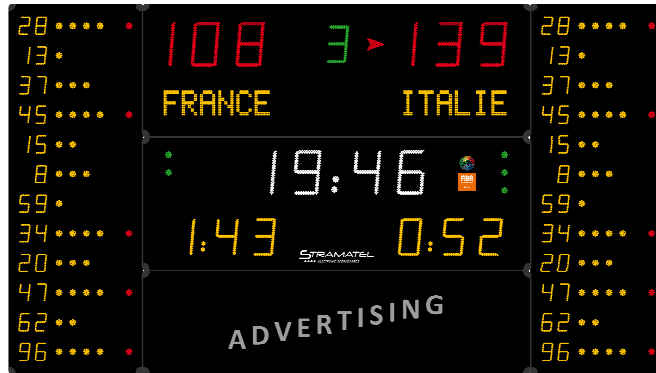 108 3 139
FRANCE ITALIE
19:46
FIBA
1:43 0:52
STRAMATEL
ADVERTISING
28 28
13 13
37 37
45 45
15 15
8 8
59 59
34 34
20 20
47 47
62 62
96 96